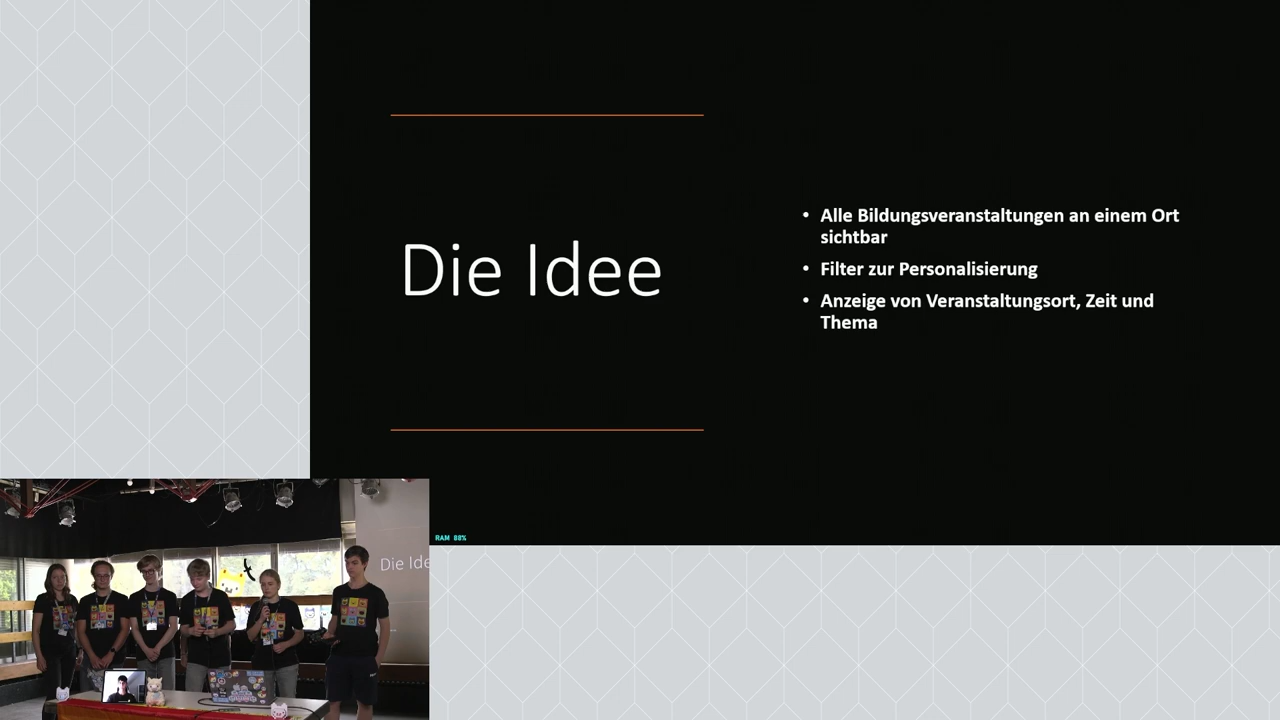 Die Idee
• Alle Bildungsveranstaltungen an einem Ort
sichtbar
• Filter zur Personalisierung
• Anzeige von Veranstaltungsort, Zeit und
Thema
RAM 88%
Die Ide